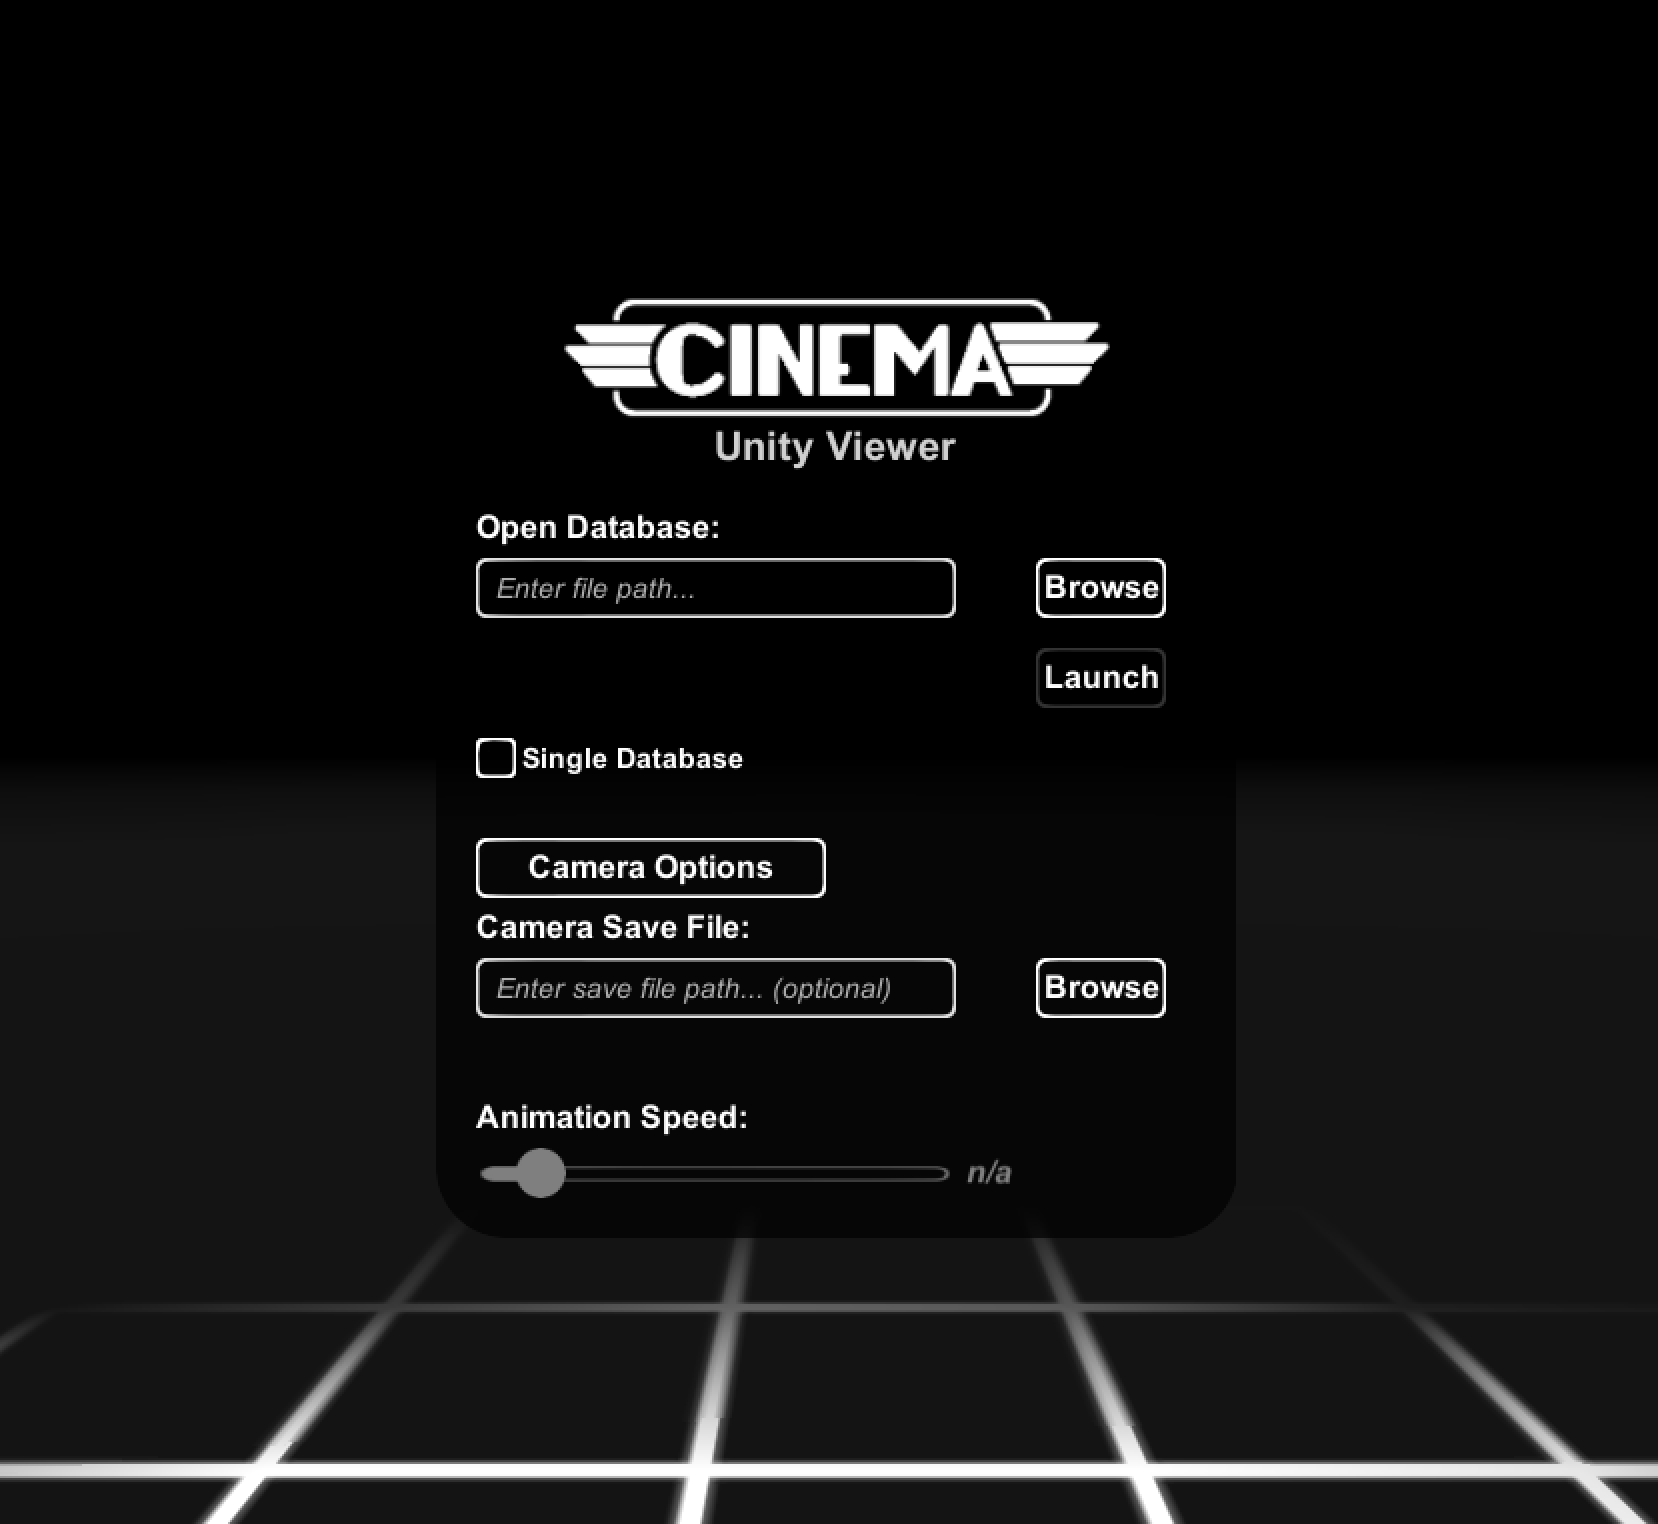 CINEMA
Unity Viewer
Open Database:
Enter file path...
Browse
Launch
Single Database
Camera Options
Camera Save File:
Enter save file path... (optional)
Browse
Animation Speed:
n/a